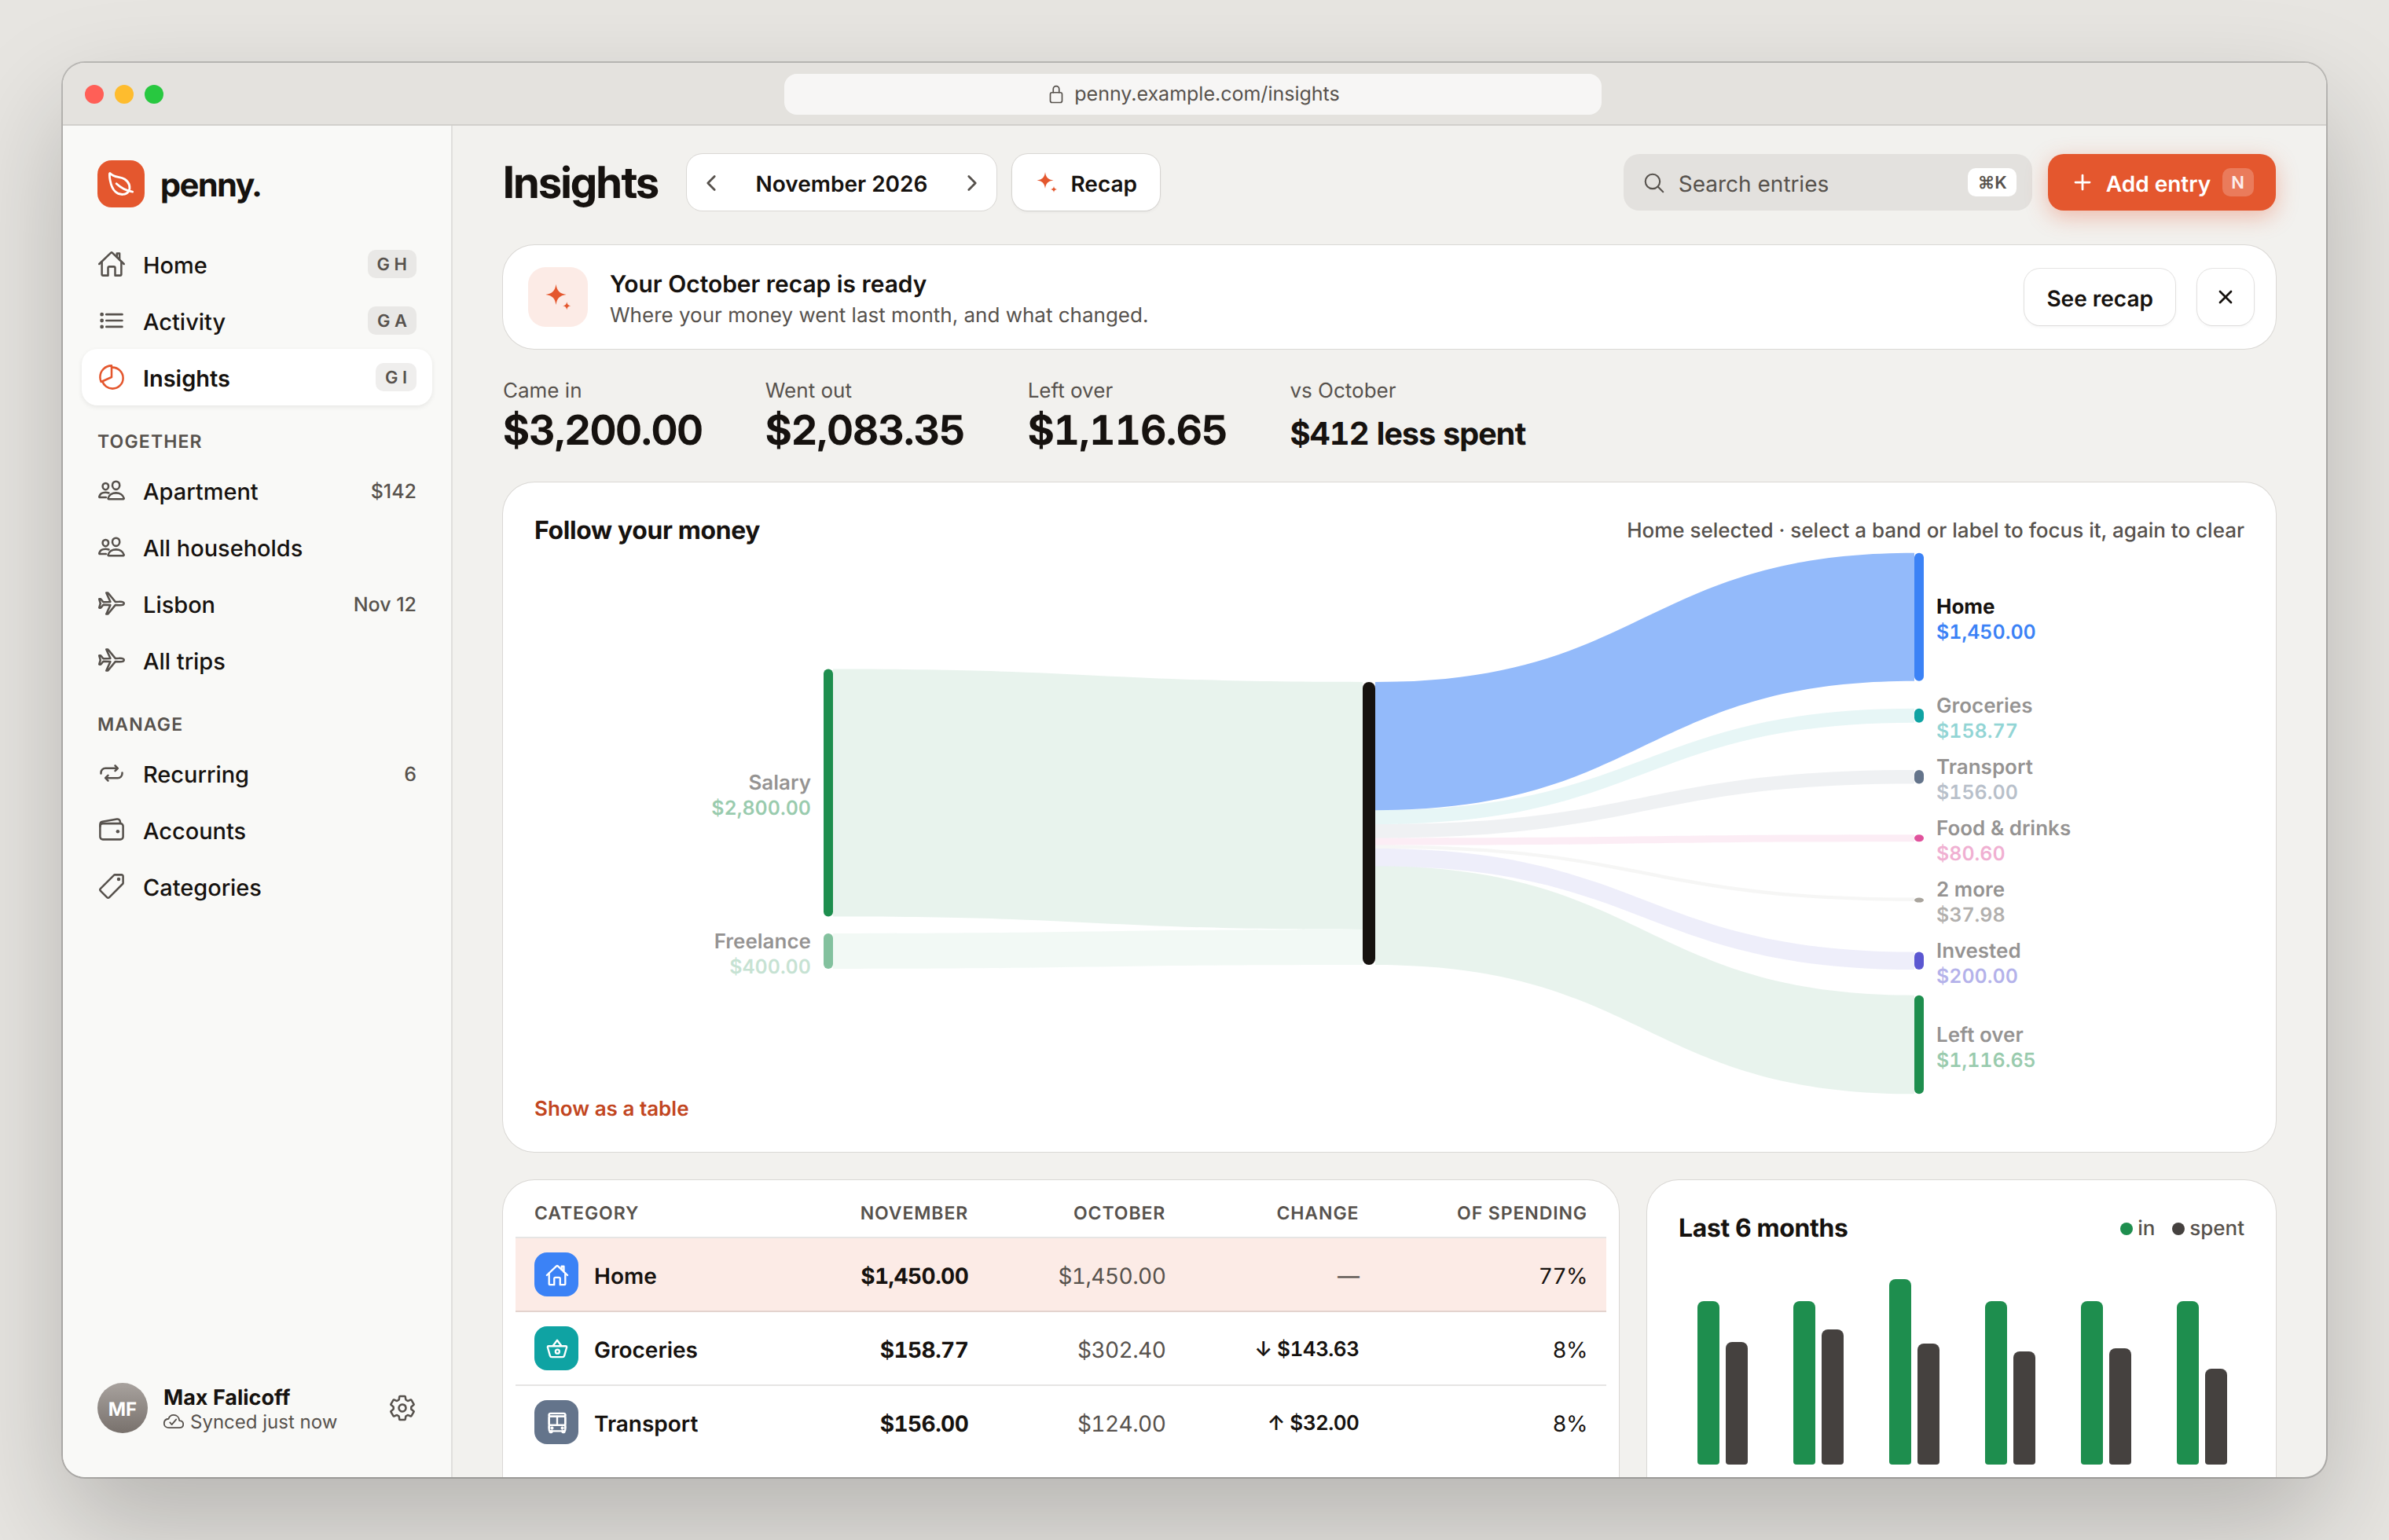 penny.example.com/insights
penny.
Home G H
Activity G A
Insights G I
TOGETHER
Apartment $142
All households
Lisbon Nov 12
All trips
MANAGE
Recurring 6
Accounts
Categories
MF
Max Falicoff
Synced just now
Insights
November 2026
Recap
Search entries ⌘K
Add entry N
Your October recap is ready
Where your money went last month, and what changed.
See recap
Came in
$3,200.00
Went out
$2,083.35
Left over
$1,116.65
vs October
$412 less spent
Follow your money
Home selected · select a band or label to focus it, again to clear
Salary
$2,800.00
Freelance
$400.00
Home
$1,450.00
Groceries
$158.77
Transport
$156.00
Food & drinks
$80.60
2 more
$37.98
Invested
$200.00
Left over
$1,116.65
Show as a table
CATEGORY NOVEMBER OCTOBER CHANGE OF SPENDING
Home $1,450.00 $1,450.00 — 77%
Groceries $158.77 $302.40 ↓ $143.63 8%
Transport $156.00 $124.00 ↑ $32.00 8%
Last 6 months
in spent